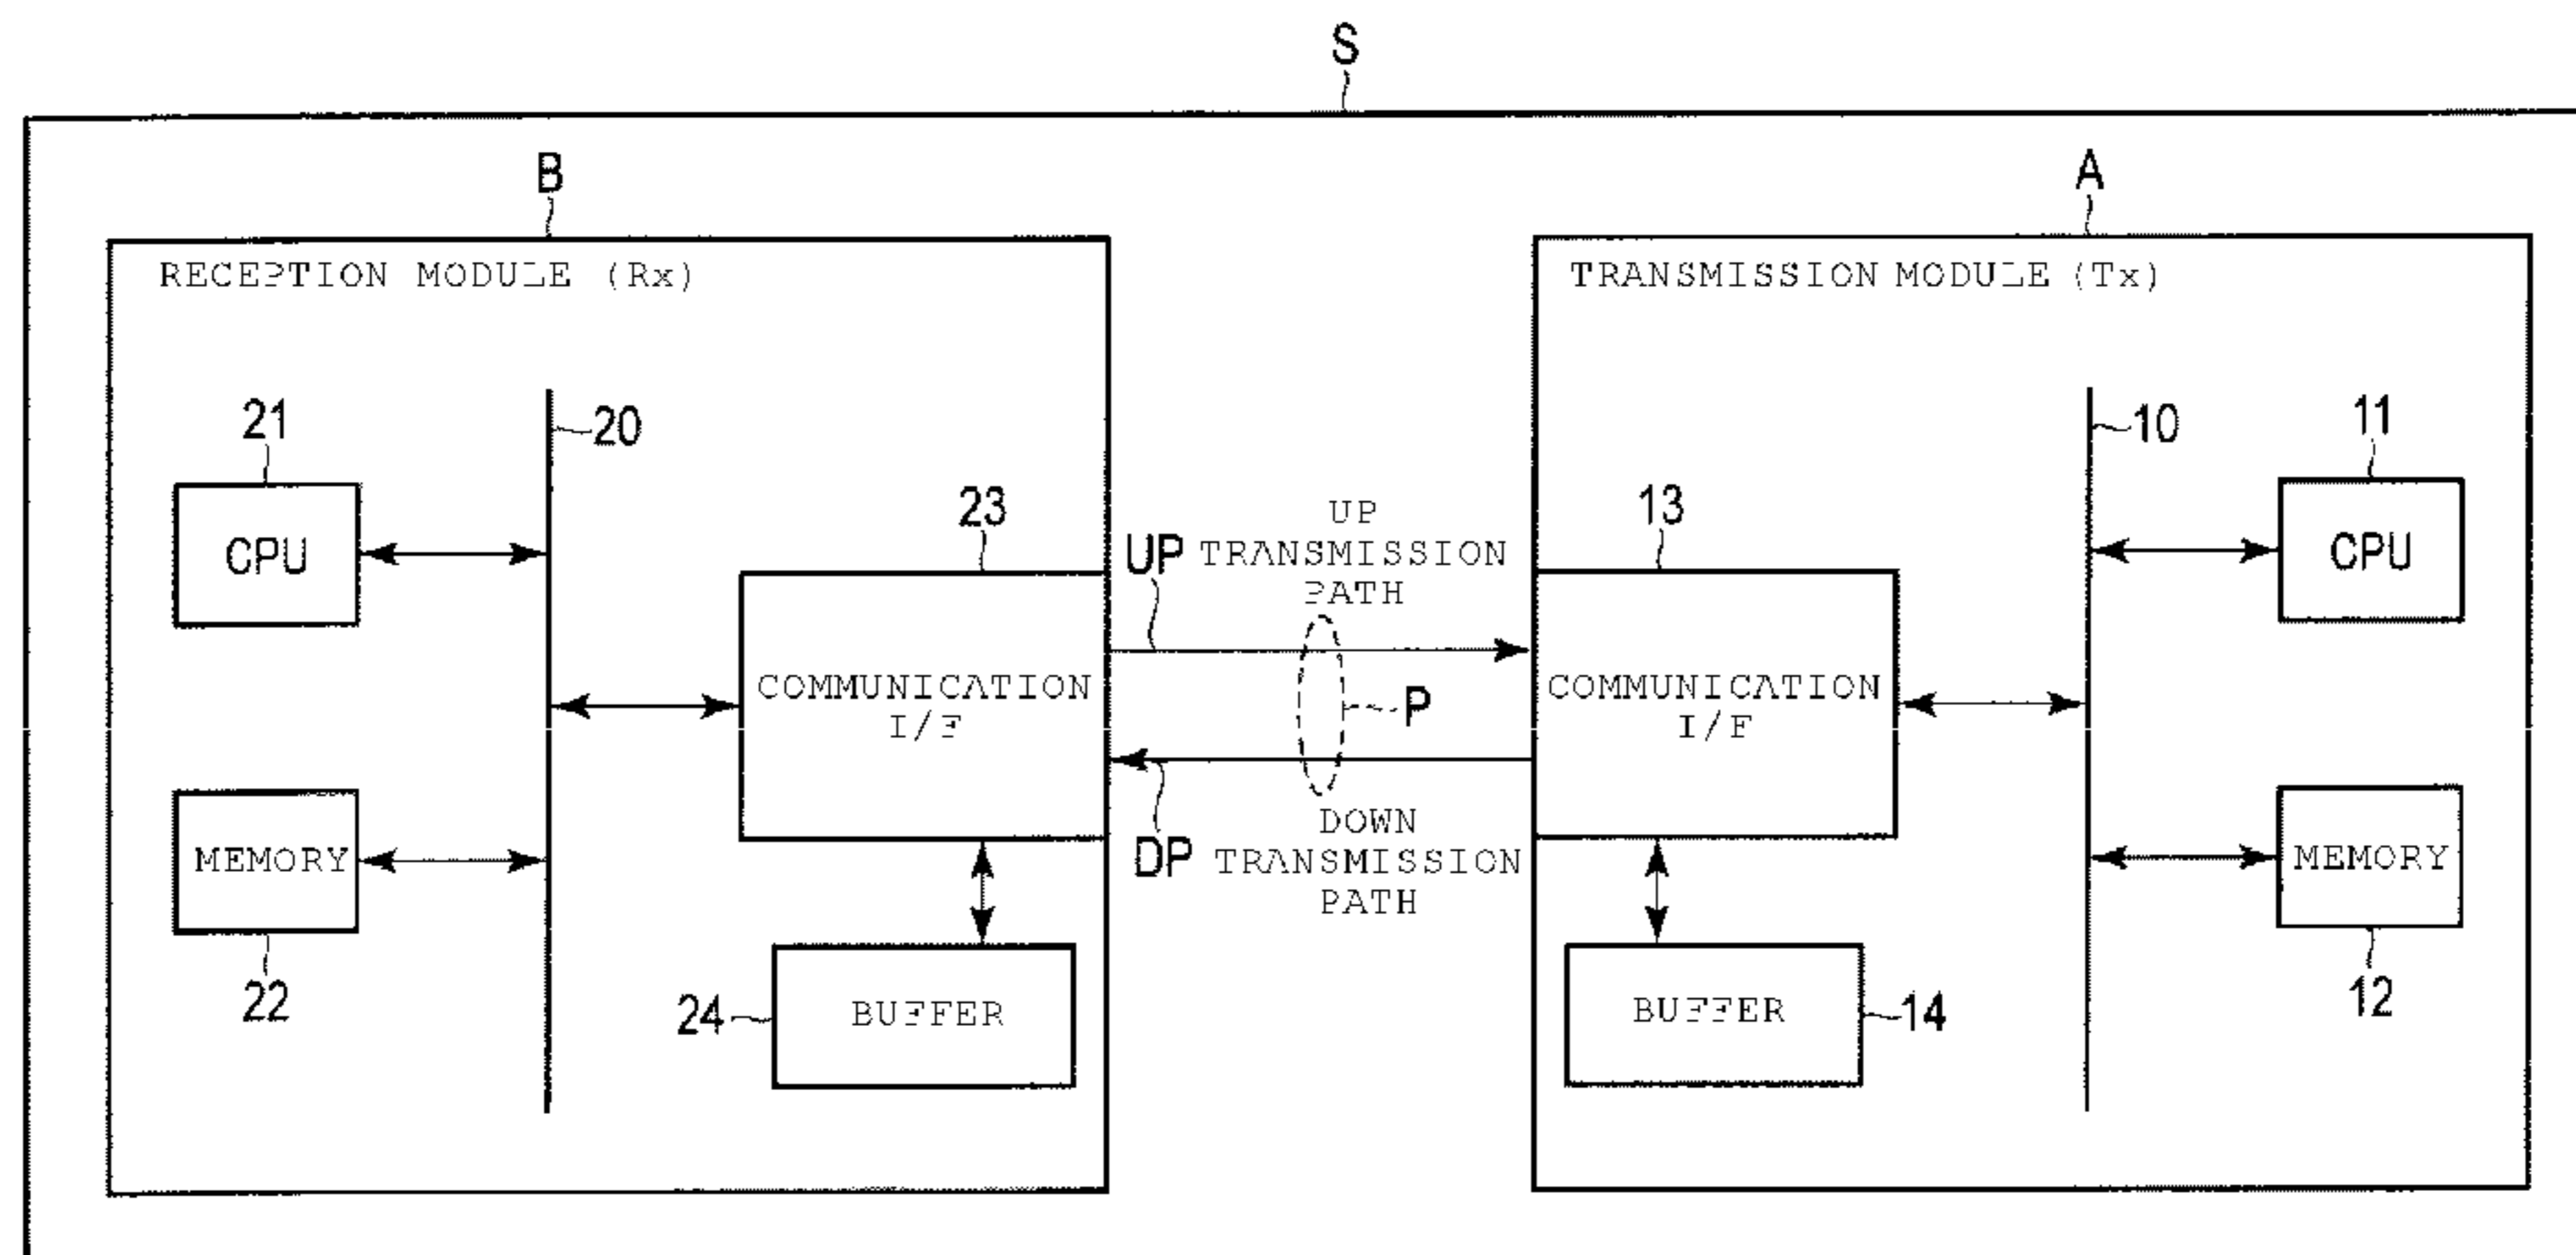 S
B
A
RECEPTION MODULE (Rx)
TRANSMISSION MODULE (Tx)
21
20
10
11
CPU
23
13
CPU
UP
UP
TRANSMISSION
PATH
COMMUNICATION
I/F
P
COMMUNICATION
I/F
MEMORY
22
DP
DOWN
TRANSMISSION
PATH
MEMORY
12
24
BUFFER
BUFFER
14